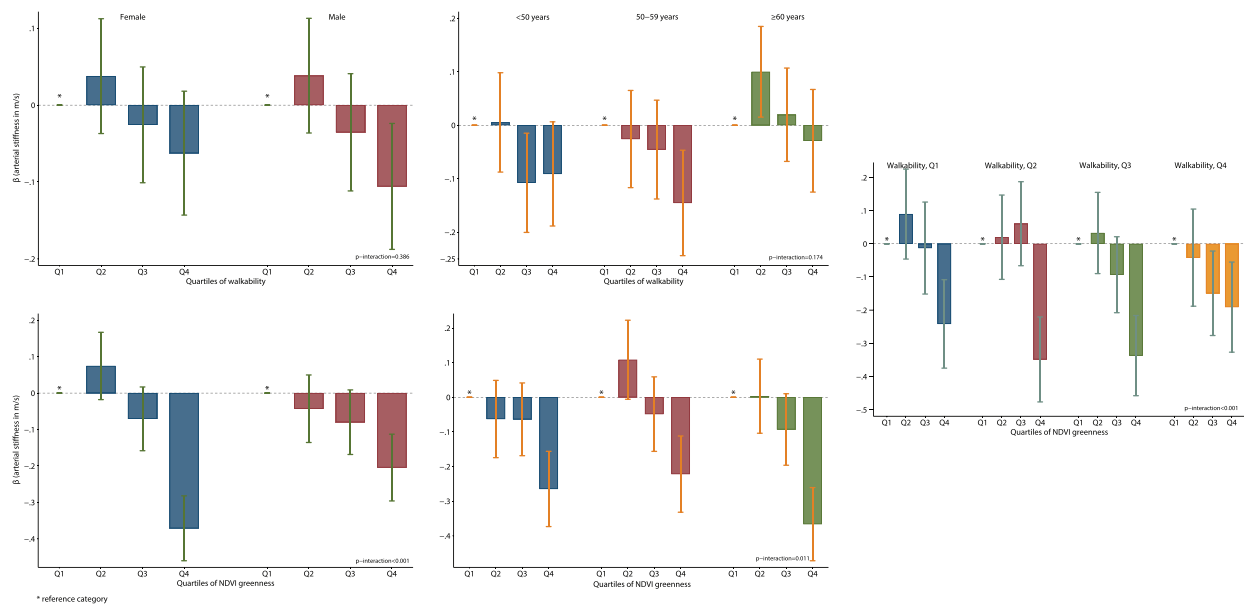 Female Male
β (arterial stiffness in m/s)
.1
0
−.1
−.2
*
*
p−interaction=0.386
Q1 Q2 Q3 Q4 Q1 Q2 Q3 Q4
Quartiles of walkability
<50 years 50−59 years ≥60 years
.2
.1
0
−.1
−.2
−.25
*
*
*
p−interaction=0.174
Q1 Q2 Q3 Q4 Q1 Q2 Q3 Q4 Q1 Q2 Q3 Q4
Quartiles of walkability
β (arterial stiffness in m/s)
.2
.1
0
−.1
−.2
−.3
−.4
*
*
p−interaction<0.001
Q1 Q2 Q3 Q4 Q1 Q2 Q3 Q4
Quartiles of NDVI greenness
.2
.1
0
−.1
−.2
−.3
−.4
*
*
*
p−interaction=0.011
Q1 Q2 Q3 Q4 Q1 Q2 Q3 Q4 Q1 Q2 Q3 Q4
Quartiles of NDVI greenness
Walkability, Q1 Walkability, Q2 Walkability, Q3 Walkability, Q4
.2
.1
0
−.1
−.2
−.3
−.4
−.5
*
*
*
*
p−interaction<0.001
Q1 Q2 Q3 Q4 Q1 Q2 Q3 Q4 Q1 Q2 Q3 Q4 Q1 Q2 Q3 Q4
Quartiles of NDVI greenness
* reference category